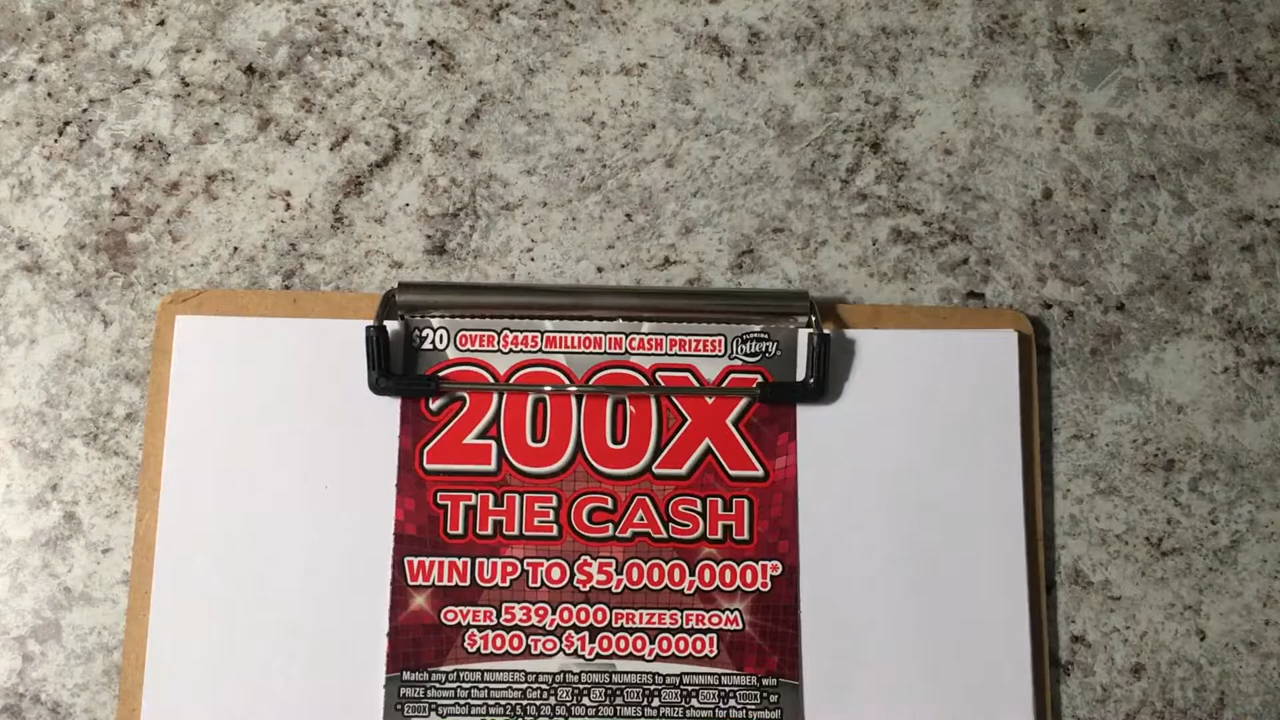 $20 OVER $445 MILLION IN CASH PRIZES! FLORIDA Lottery.
200X
THE CASH
WIN UP TO $5,000,000!*
OVER 539,000 PRIZES FROM
$100 TO $1,000,000!
Match any of YOUR NUMBERS or any of the BONUS NUMBERS to any WINNING NUMBER, win
PRIZE shown for that number. Get a "2X", "5X", "10X", "20X", "50X", "100X" or
"200X" symbol and win 2, 5, 10, 20, 50, 100 or 200 TIMES the PRIZE shown for that symbol!